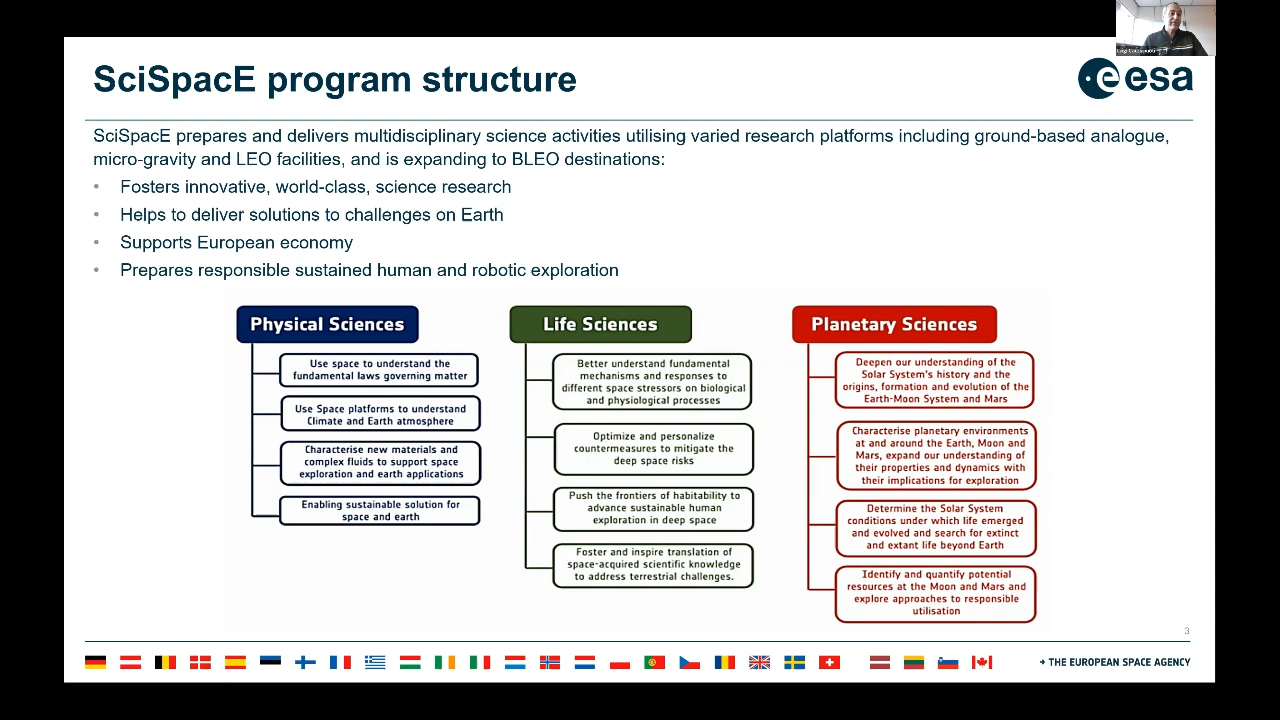 SciSpacE program structure
esa
SciSpacE prepares and delivers multidisciplinary science activities utilising varied research platforms including ground-based analogue,
micro-gravity and LEO facilities, and is expanding to BLEO destinations:
• Fosters innovative, world-class, science research
• Helps to deliver solutions to challenges on Earth
• Supports European economy
• Prepares responsible sustained human and robotic exploration
Physical Sciences
Use space to understand the
fundamental laws governing matter
Use Space platforms to understand
Climate and Earth atmosphere
Characterise new materials and
complex fluids to support space
exploration and earth applications
Enabling sustainable solution for
space and earth
Life Sciences
Better understand fundamental
mechanisms and responses to
different space stressors on biological
and physiological processes
Optimize and personalize
countermeasures to mitigate the
deep space risks
Push the frontiers of habitability to
advance sustainable human
exploration in deep space
Foster and inspire translation of
space-acquired scientific knowledge
to address terrestrial challenges.
Planetary Sciences
Deepen our understanding of the
Solar System's history and the
origins, formation and evolution of the
Earth-Moon System and Mars
Characterise planetary environments
at and around the Earth, Moon and
Mars, expand our understanding of
their properties and dynamics with
their implications for exploration
Determine the Solar System
conditions under which life emerged
and evolved and search for extinct
and extant life beyond Earth
Identify and quantify potential
resources at the Moon and Mars and
explore approaches to responsible
utilisation
3
→ THE EUROPEAN SPACE AGENCY